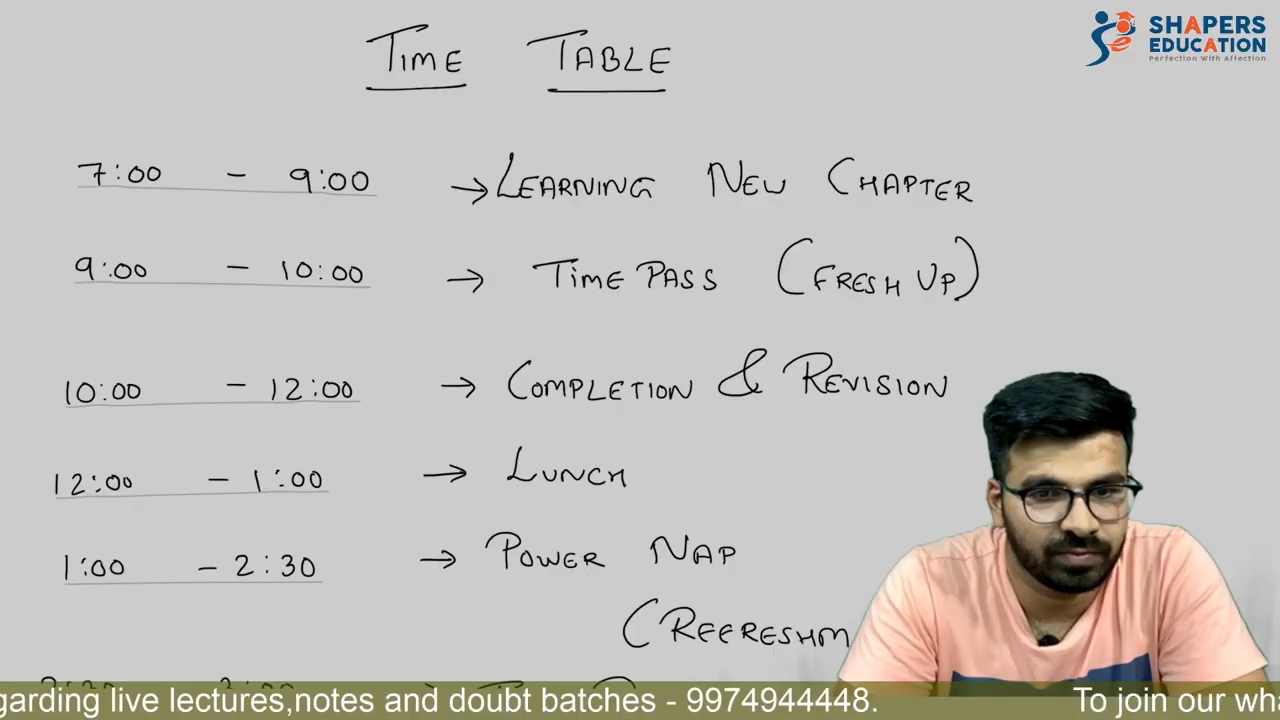 SHAPERS
EDUCATION
Perfection With Affection
TIME TABLE
7:00 - 9:00 → LEARNING NEW CHAPTER
9:00 - 10:00 → TIME PASS (FRESH UP)
10:00 - 12:00 → COMPLETION & REVISION
12:00 - 1:00 → LUNCH
1:00 - 2:30 → POWER NAP
(REFRESHM
garding live lectures,notes and doubt batches - 9974944448. To join our wha